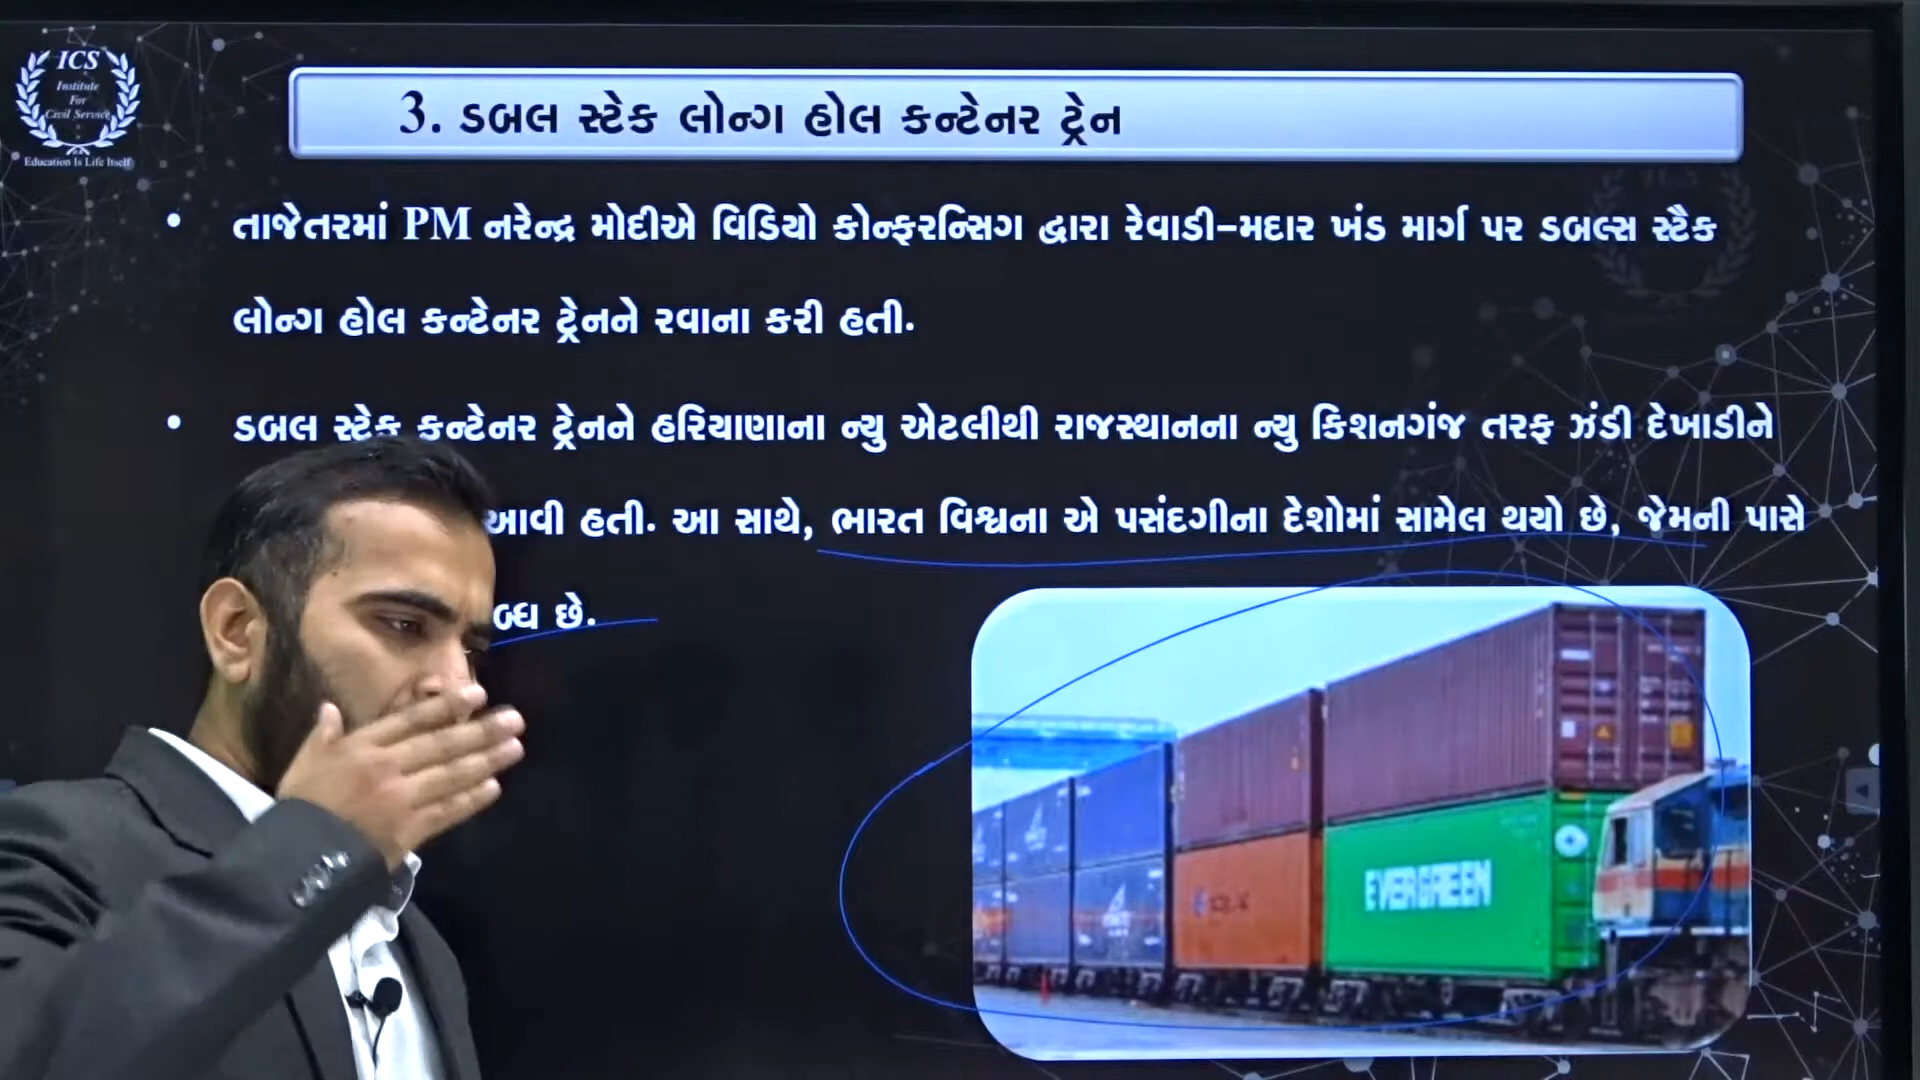 ICS
Institute
For
Civil Service
Education Is Life Itself
3. ડબલ સ્ટેક લોન્ગ હોલ કન્ટેનર ટ્રેન
• તાજેતરમાં PM નરેન્દ્ર મોદીએ વિડિયો કોન્ફરન્સિગ દ્વારા રેવાડી-મદાર ખંડ માર્ગ પર ડબલ્સ સ્ટૈક
લોન્ગ હોલ કન્ટેનર ટ્રેનને રવાના કરી હતી.
• ડબલ સ્ટેક કન્ટેનર ટ્રેનને હરિયાણાના ન્યુ એટલીથી રાજસ્થાનના ન્યુ કિશનગંજ તરફ ઝંડી દેખાડીને
આવી હતી. આ સાથે, ભારત વિશ્વના એ પસંદગીના દેશોમાં સામેલ થયો છે, જેમની પાસે
છે.
EVERGREEN